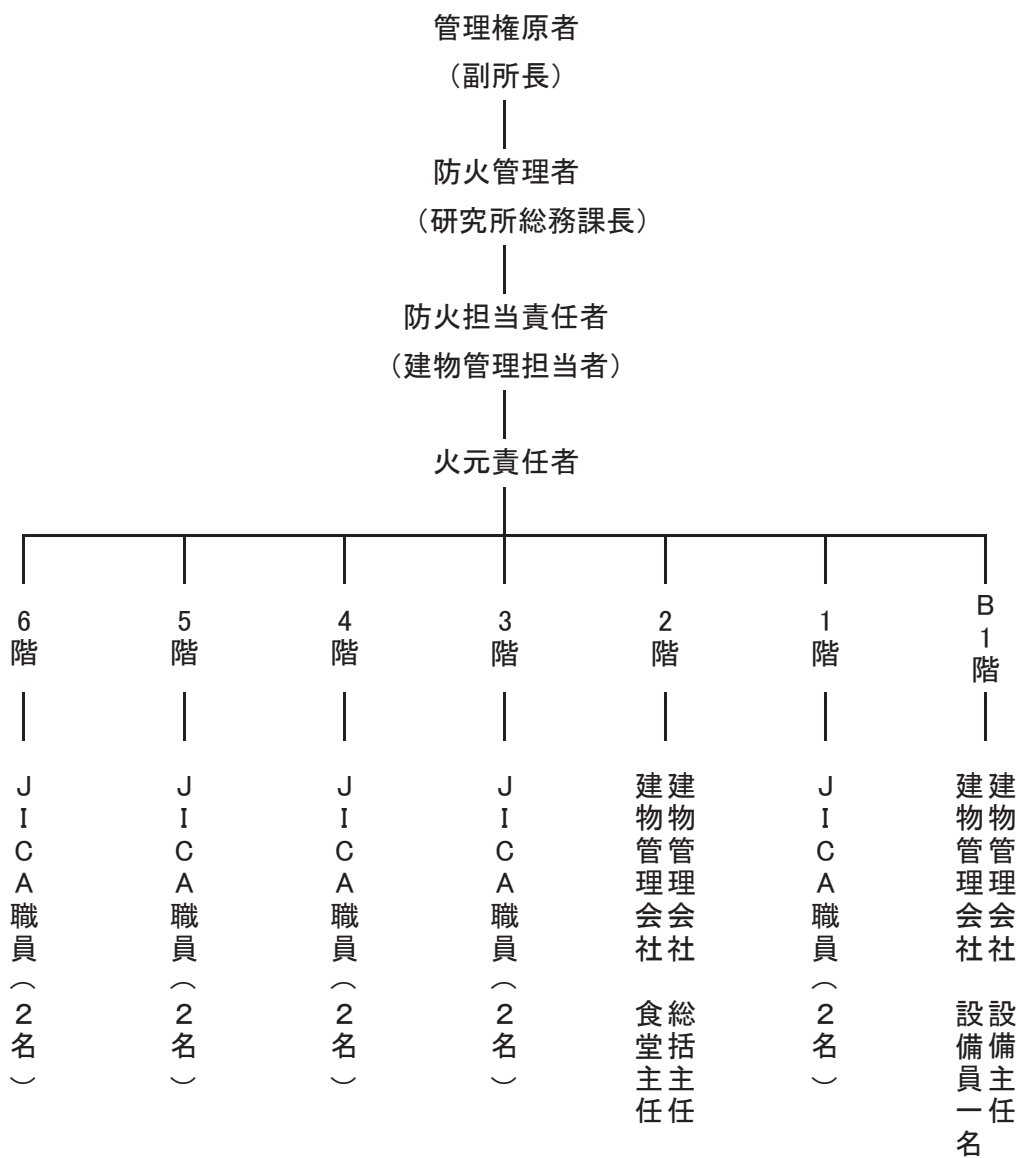 管理権原者
（副所長）
防火管理者
（研究所総務課長）
防火担当責任者
（建物管理担当者）
火元責任者
6階
JICA職員（2名）
5階
JICA職員（2名）
4階
JICA職員（2名）
3階
JICA職員（2名）
2階
建物管理会社　総括主任
建物管理会社　食堂主任
1階
JICA職員（2名）
B1階
建物管理会社　設備主任
建物管理会社　設備員一名